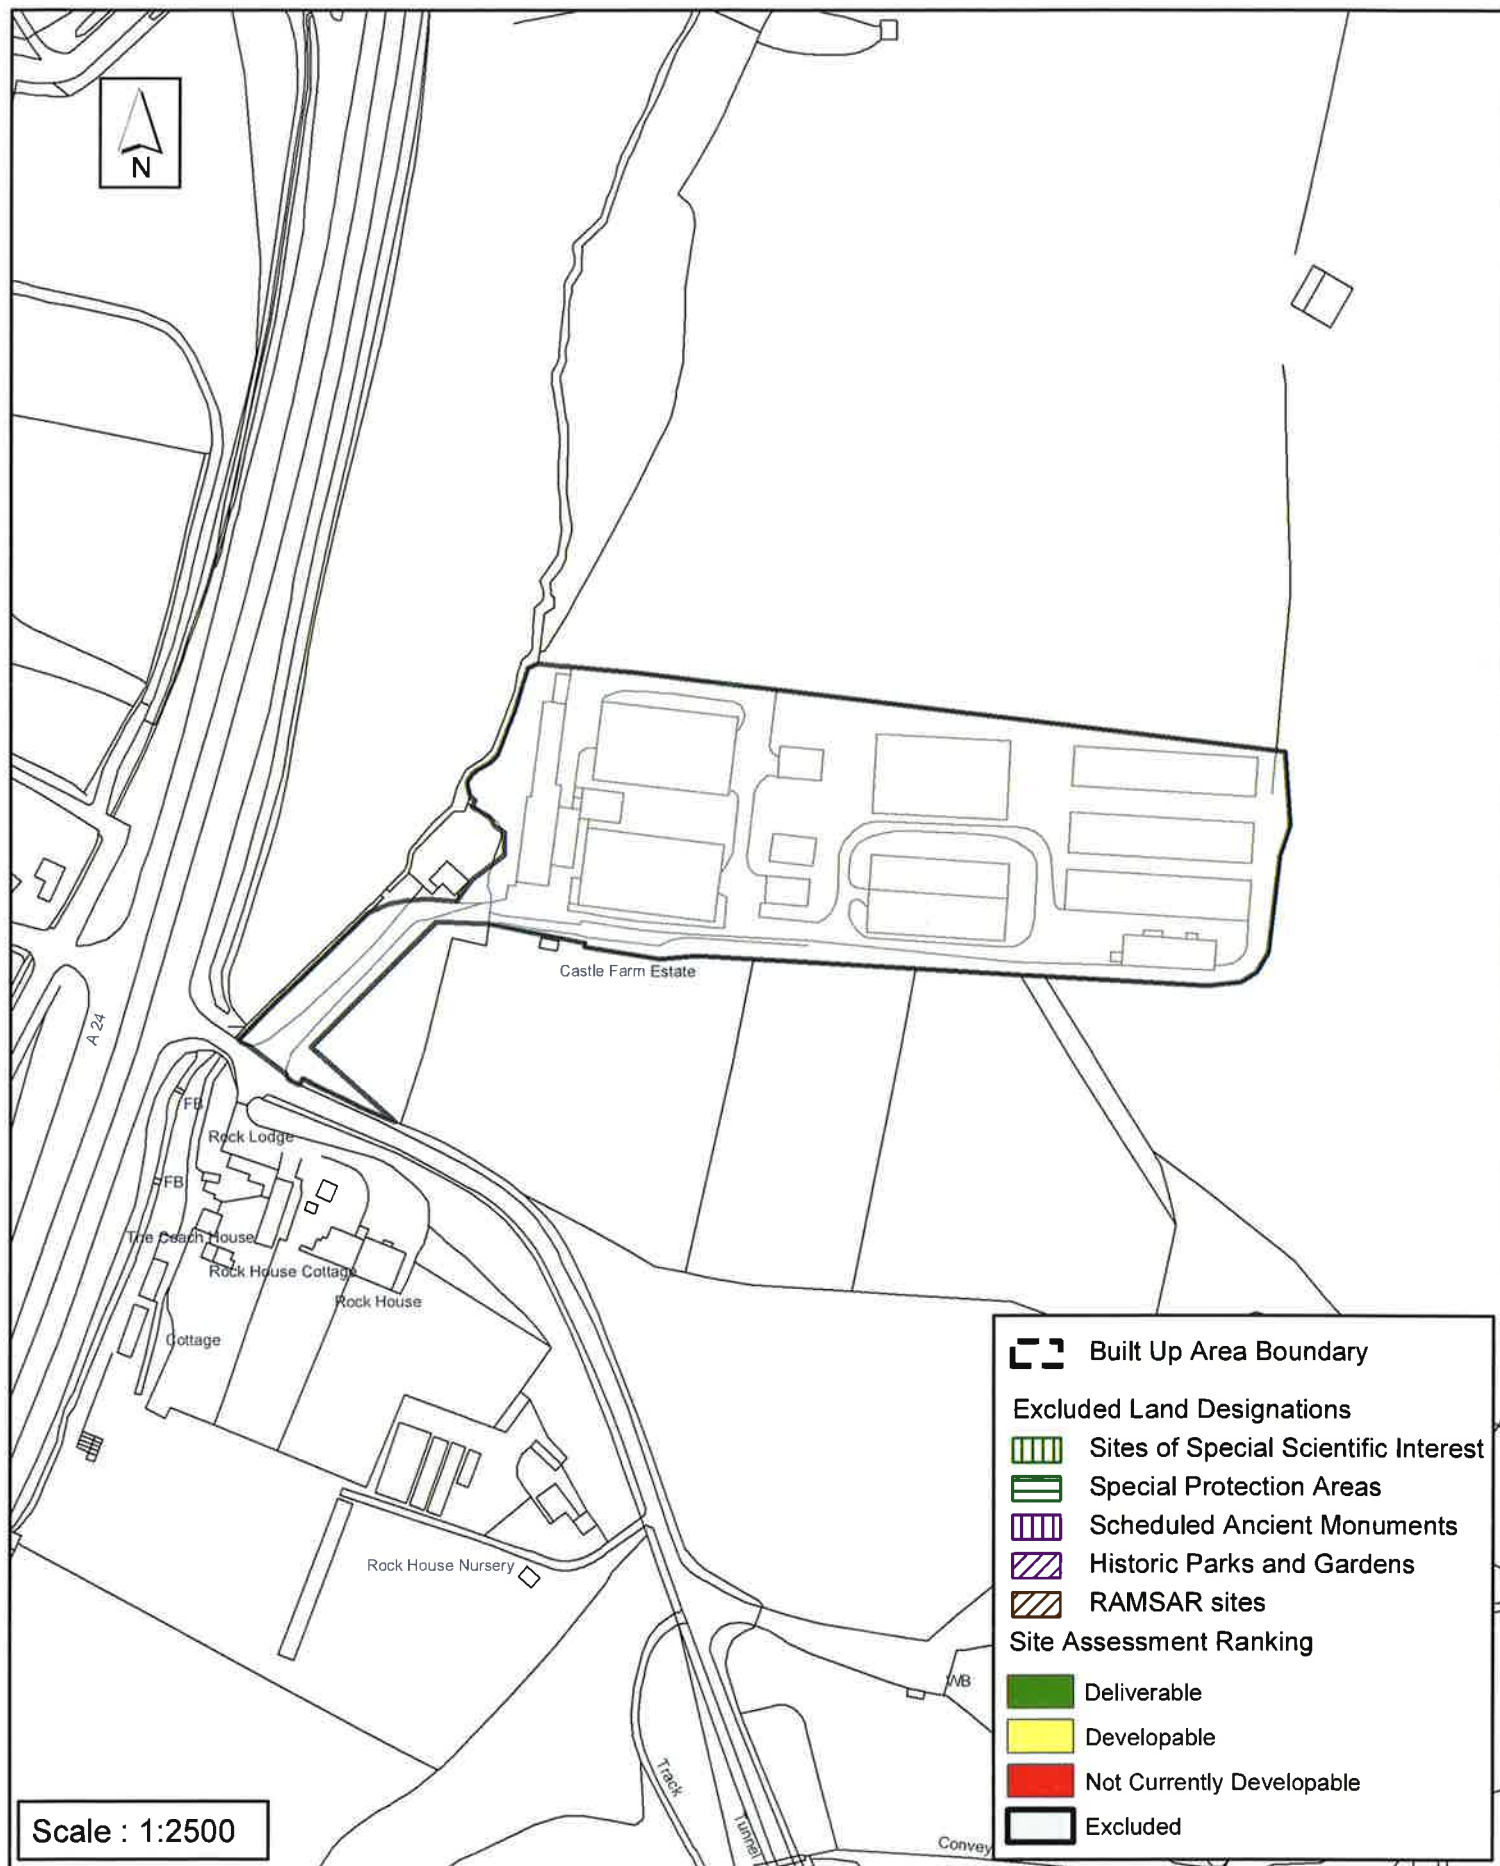 N
Castle Farm Estate
A 24
FB
Rock Lodge
FB
The Coach House
Rock House Cottage
Rock House
Cottage
Rock House Nursery
WB
Track
Tunnel
Convey
Built Up Area Boundary
Excluded Land Designations
Sites of Special Scientific Interest
Special Protection Areas
Scheduled Ancient Monuments
Historic Parks and Gardens
RAMSAR sites
Site Assessment Ranking
Deliverable
Developable
Not Currently Developable
Excluded
Scale : 1:2500